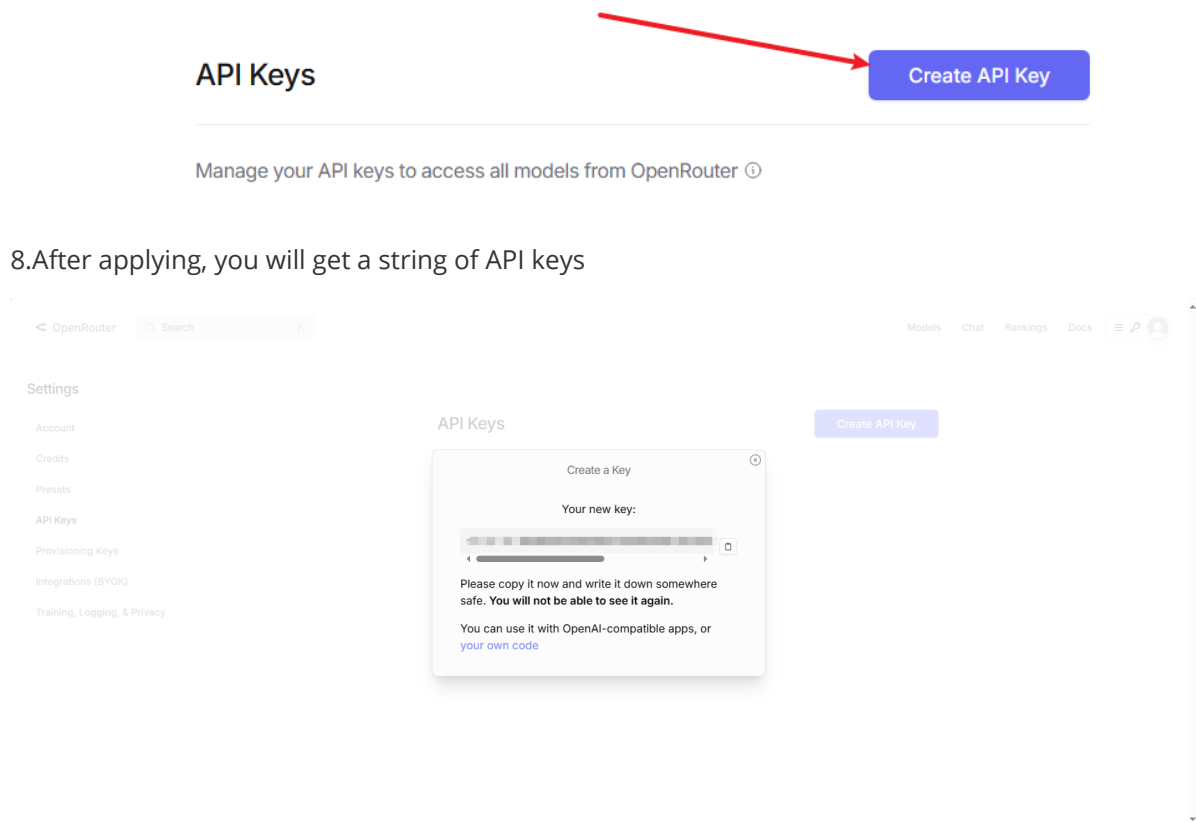 API Keys
Create API Key
Manage your API keys to access all models from OpenRouter
8.After applying, you will get a string of API keys
OpenRouter
Search
/
Models
Chat
Rankings
Docs
Settings
Account
Credits
Presets
API Keys
Provisioning Keys
Integrations (BYOK)
Training, Logging, & Privacy
API Keys
Create API Key
Create a Key
Your new key:
Please copy it now and write it down somewhere
safe. You will not be able to see it again.
You can use it with OpenAI-compatible apps, or
your own code